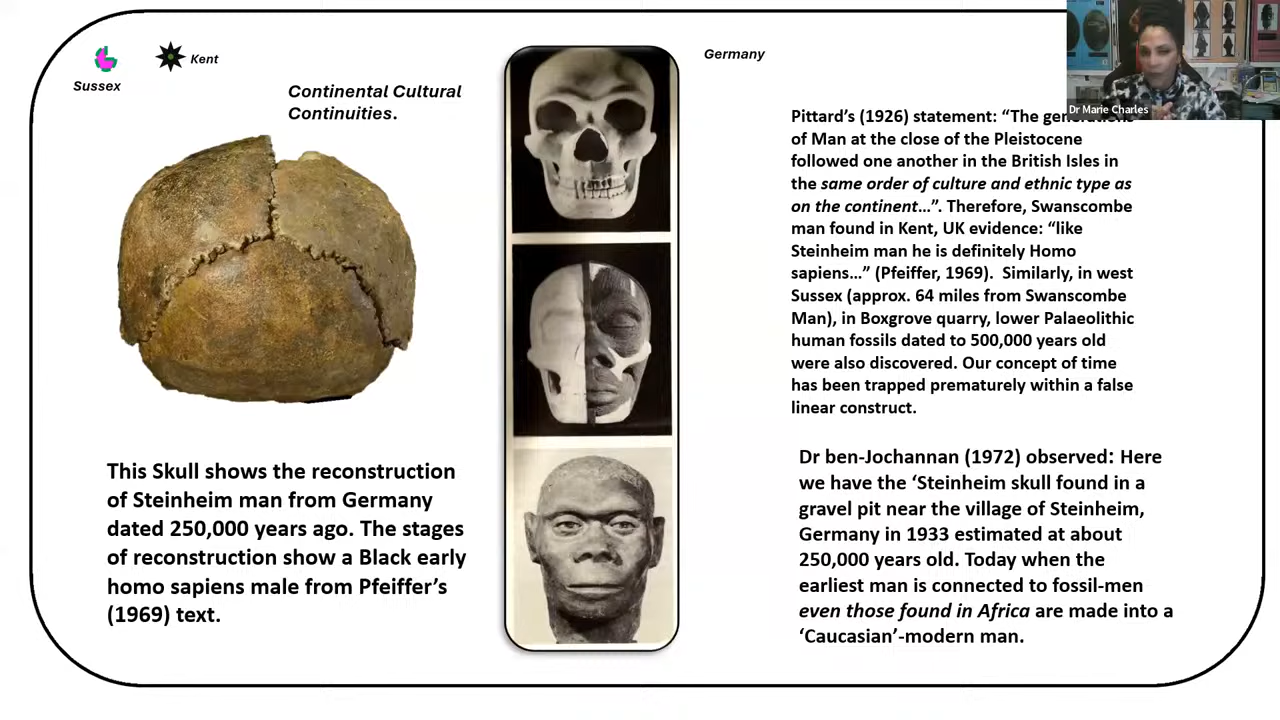 Sussex
Kent
Continental Cultural
Continuities.
Germany
Dr Marie Charles
This Skull shows the reconstruction
of Steinheim man from Germany
dated 250,000 years ago. The stages
of reconstruction show a Black early
homo sapiens male from Pfeiffer’s
(1969) text.
Pittard’s (1926) statement: “The generations
of Man at the close of the Pleistocene
followed one another in the British Isles in
the same order of culture and ethnic type as
on the continent…”. Therefore, Swanscombe
man found in Kent, UK evidence: “like
Steinheim man he is definitely Homo
sapiens…” (Pfeiffer, 1969).  Similarly, in west
Sussex (approx. 64 miles from Swanscombe
Man), in Boxgrove quarry, lower Palaeolithic
human fossils dated to 500,000 years old
were also discovered. Our concept of time
has been trapped prematurely within a false
linear construct.
Dr ben-Jochannan (1972) observed: Here
we have the ‘Steinheim skull found in a
gravel pit near the village of Steinheim,
Germany in 1933 estimated at about
250,000 years old. Today when the
earliest man is connected to fossil-men
even those found in Africa are made into a
‘Caucasian’-modern man.